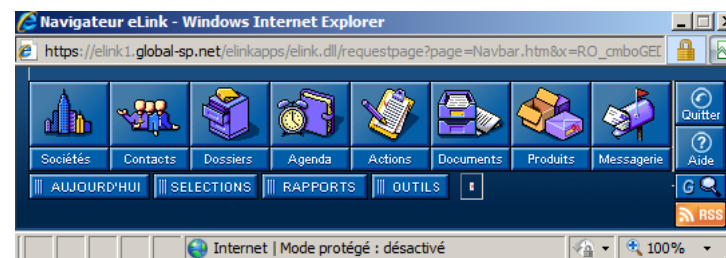 Navigateur eLink - Windows Internet Explorer
https://elink1.global-sp.net/elinkapps/elink.dll/requestpage?page=Navbar.htm&x=RO_cmboGED
Quitter
Sociétés Contacts Dossiers Agenda Actions Documents Produits Messagerie Aide
AUJOURD'HUI SELECTIONS RAPPORTS OUTILS G
RSS
Internet | Mode protégé : désactivé 100%